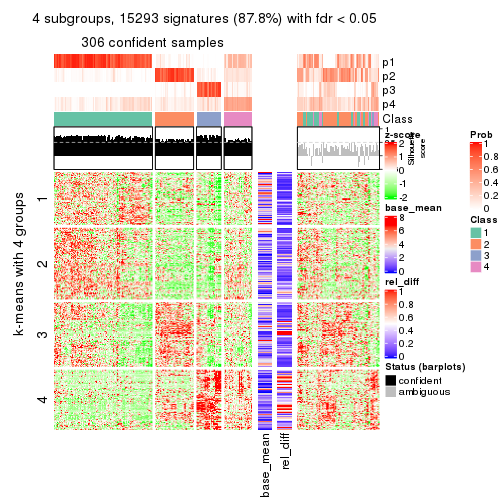 4 subgroups, 15293 signatures (87.8%) with fdr < 0.05
306 confident samples
p1
p2
p3
p4
Class
1
Silhouette
score
z-score
2
1
0
-1
-2
base_mean
8
6
4
2
0
rel_diff
1
0.8
0.6
0.4
0.2
0
Status (barplots)
confident
ambiguous
Prob
1
0.8
0.6
0.4
0.2
0
Class
1
2
3
4
k-means with 4 groups
1
2
3
4
base_mean
rel_diff